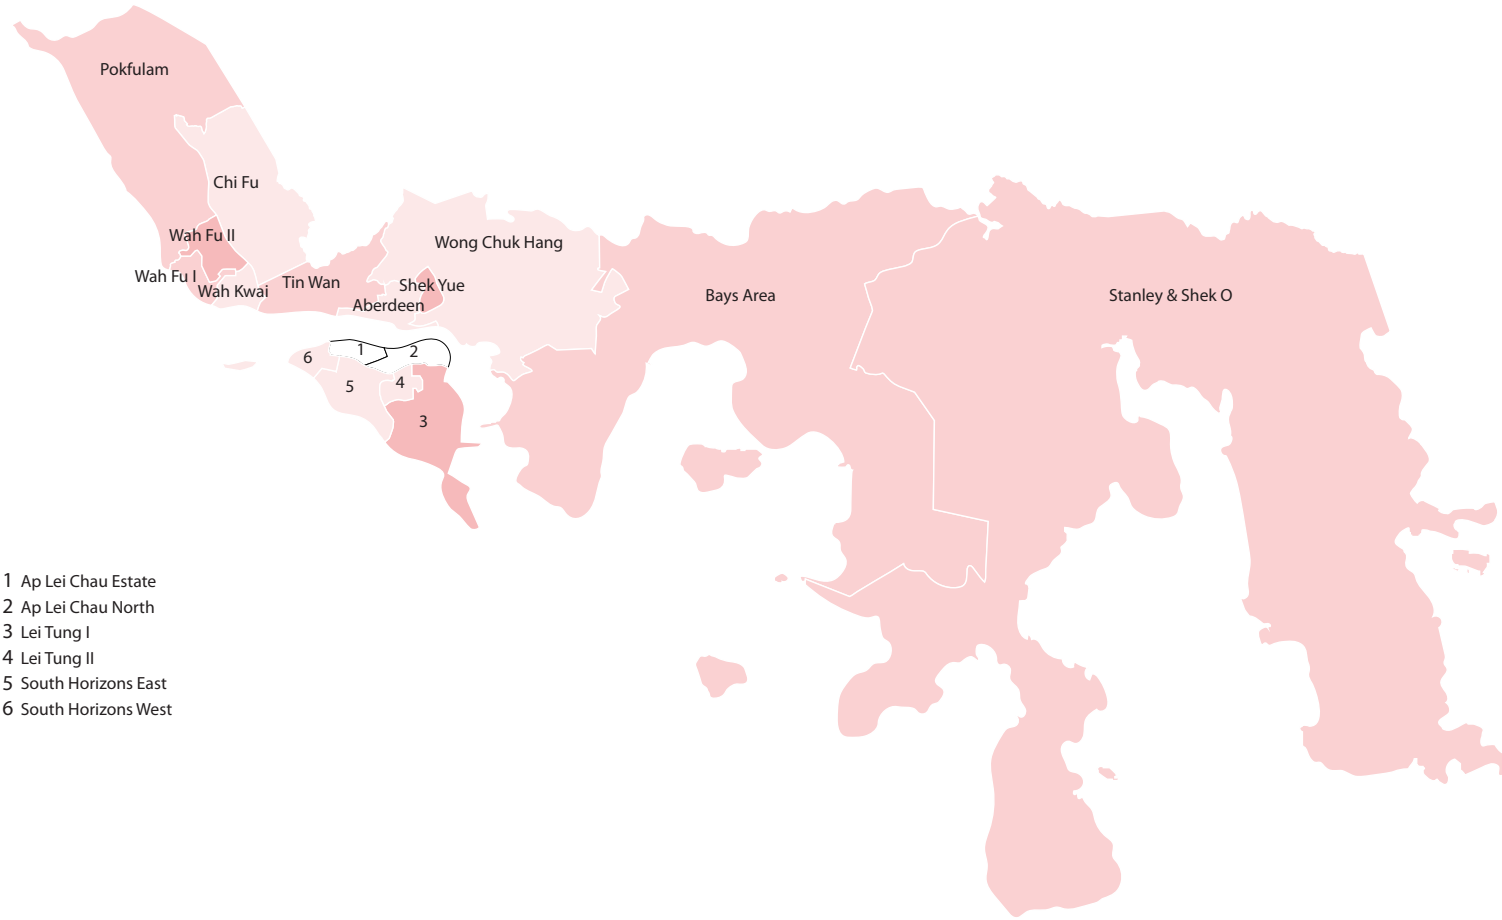 Pokfulam
Chi Fu
Wah Fu II
Wong Chuk Hang
Wah Fu I
Tin Wan
Shek Yue
Wah Kwai
Aberdeen
Bays Area
Stanley & Shek O
1
2
6
5
4
3
1 Ap Lei Chau Estate
2 Ap Lei Chau North
3 Lei Tung I
4 Lei Tung II
5 South Horizons East
6 South Horizons West